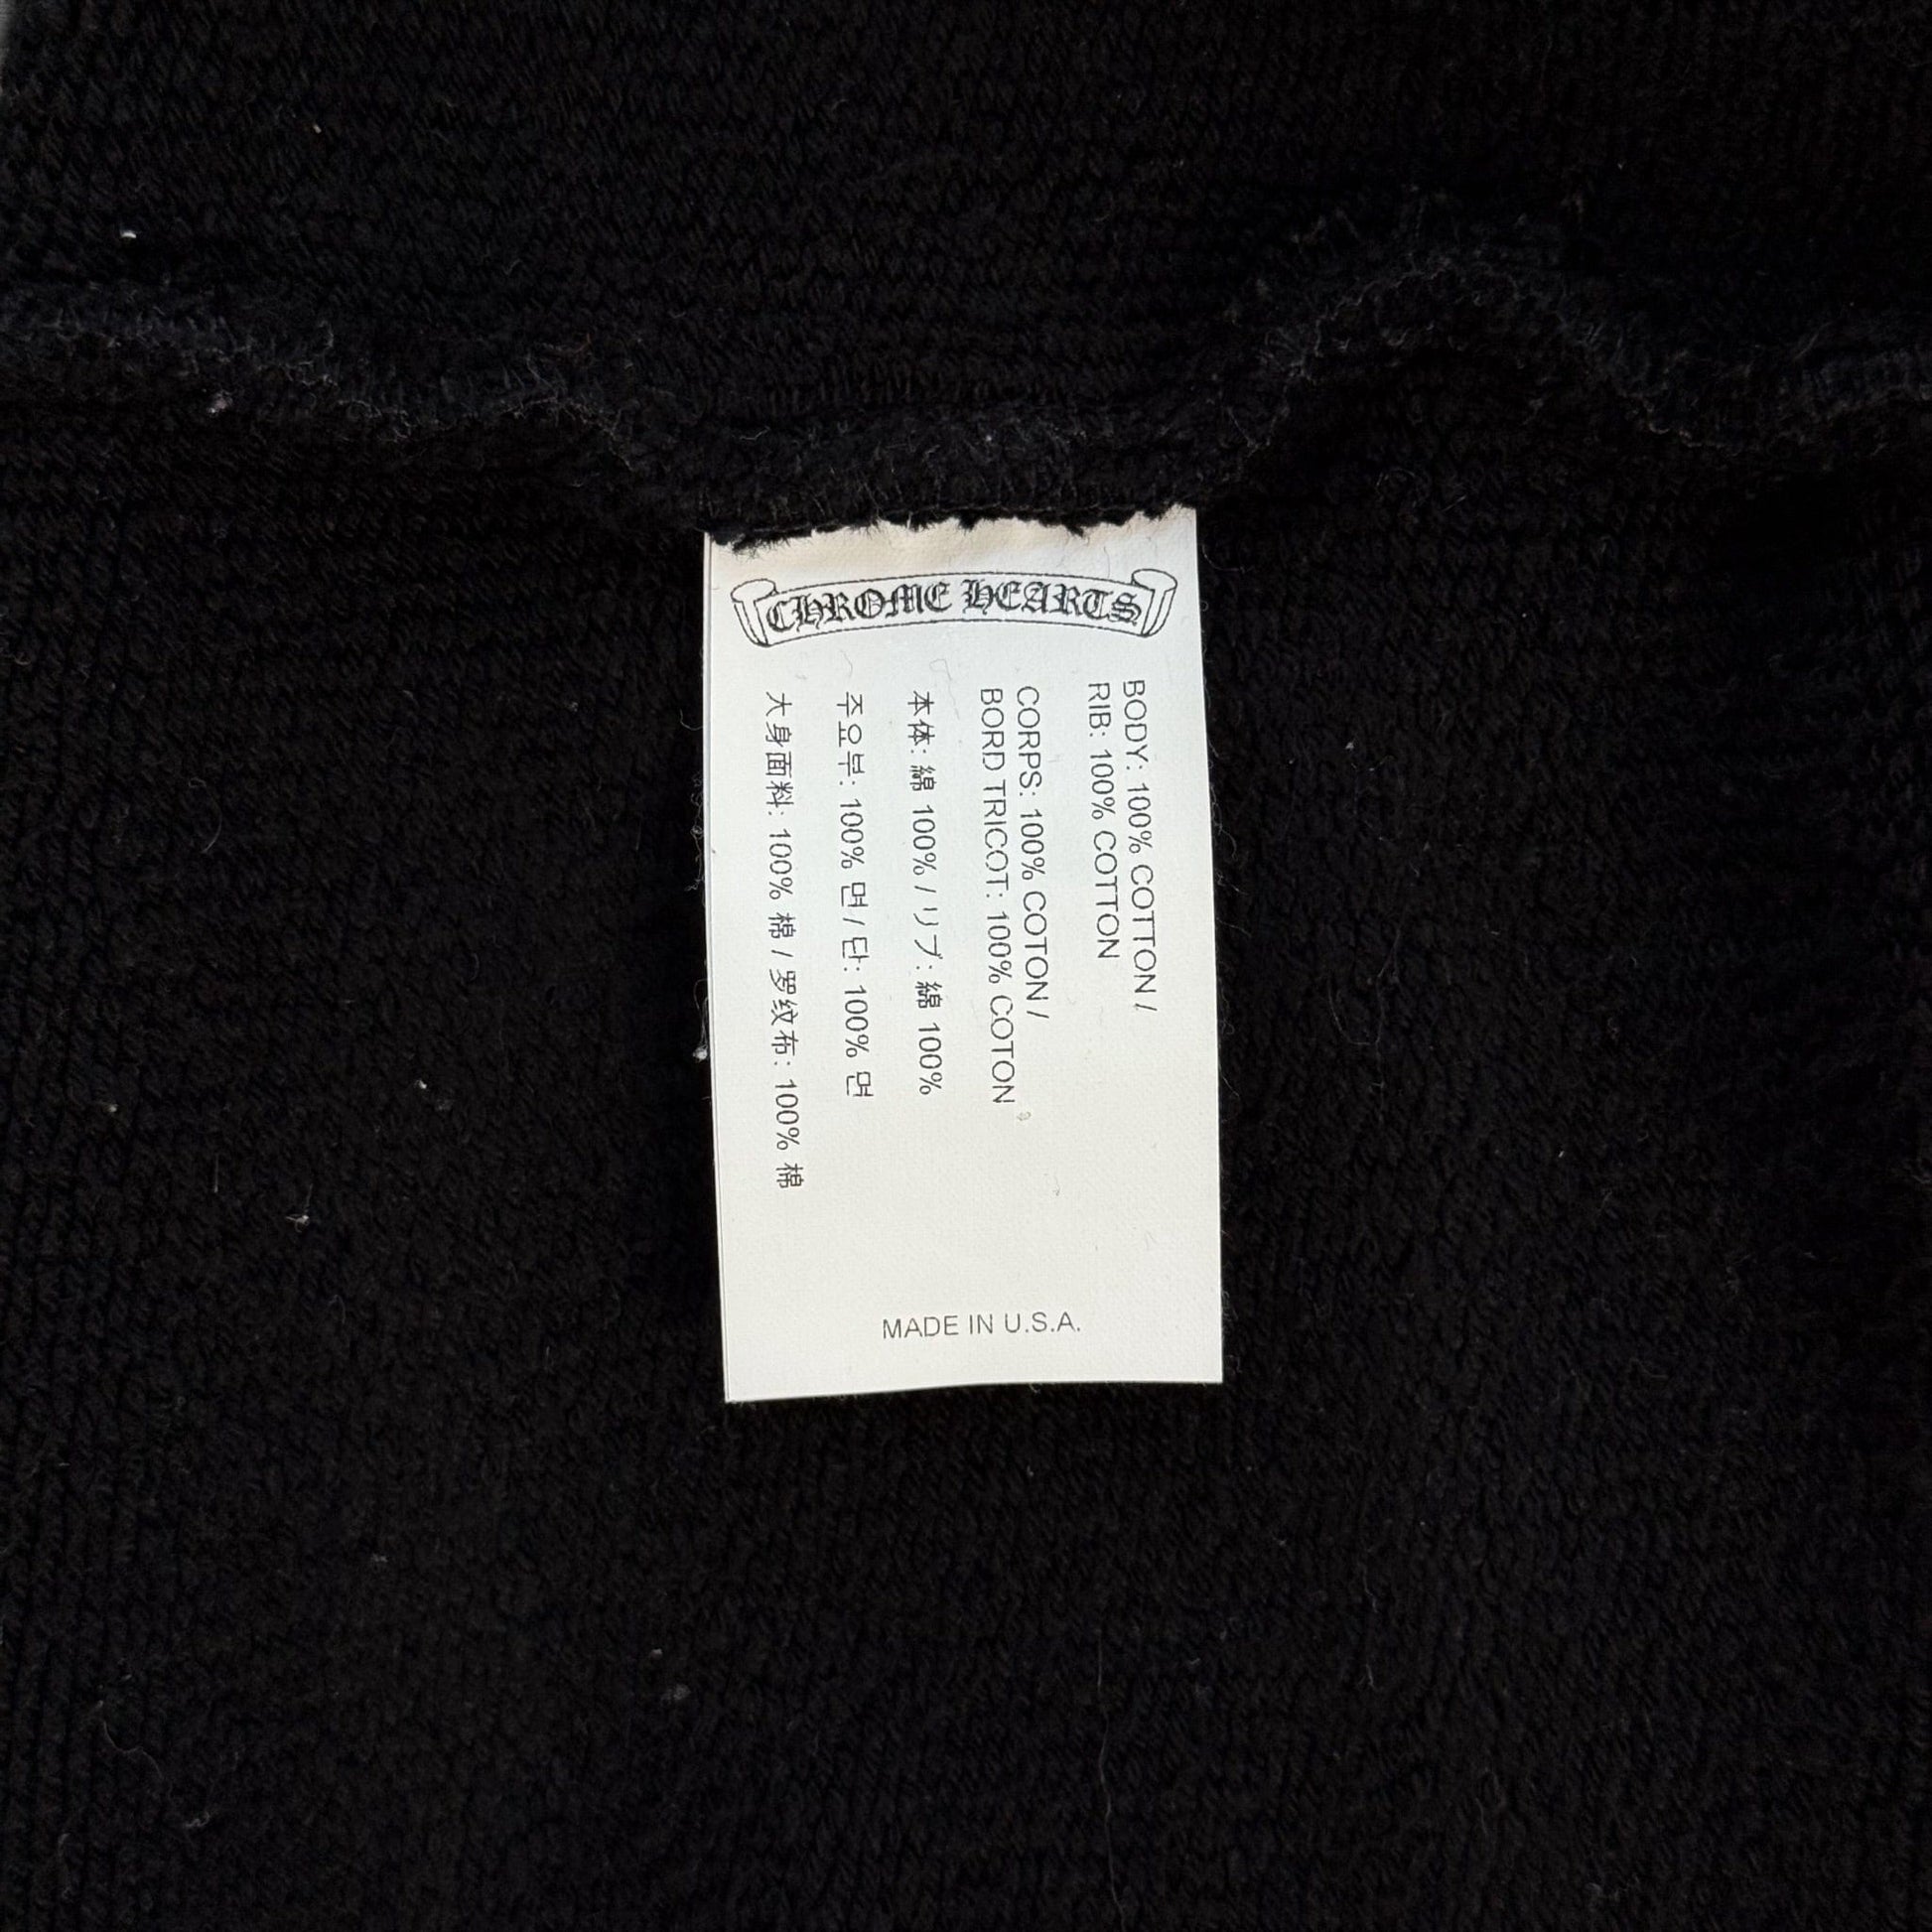 CHROME HEARTS
BODY: 100% COTTON /
RIB: 100% COTTON
CORPS: 100% COTON /
BORD TRICOT: 100% COTON
本体: 綿 100% / リブ: 綿 100%
주요부: 100% 면 / 단: 100% 면
大身面料: 100% 棉 / 罗纹布: 100% 棉
MADE IN U.S.A.